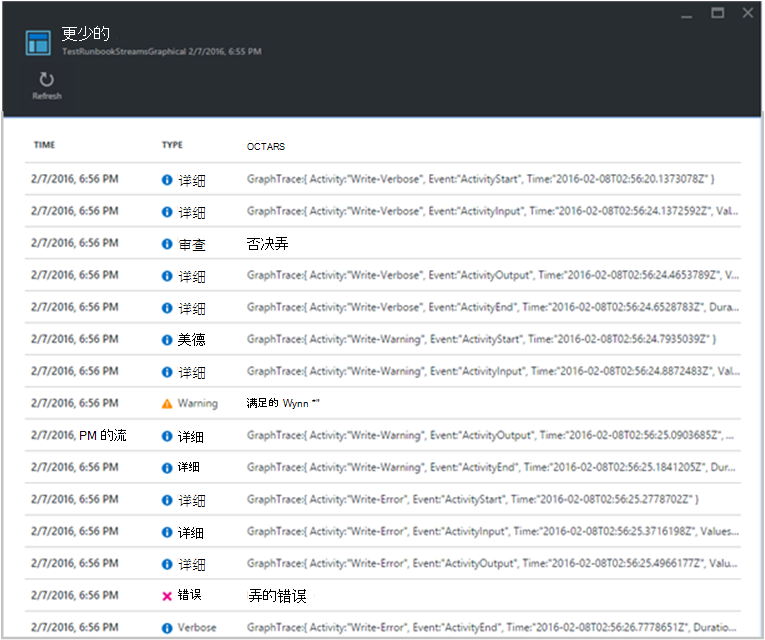 更少的
TestRunbookStreamsGraphical 2/7/2016, 6:55 PM
Refresh
TIME TYPE OCTARS
2/7/2016, 6:56 PM 详细 GraphTrace:{ Activity:"Write-Verbose", Event:"ActivityStart", Time:"2016-02-08T02:56:20.1373078Z" }
2/7/2016, 6:56 PM 详细 GraphTrace:{ Activity:"Write-Verbose", Event:"ActivityInput", Time:"2016-02-08T02:56:24.1372592Z", Val...
2/7/2016, 6:56 PM 审查 否决弄
2/7/2016, 6:56 PM 详细 GraphTrace:{ Activity:"Write-Verbose", Event:"ActivityOutput", Time:"2016-02-08T02:56:24.4653789Z", V...
2/7/2016, 6:56 PM 详细 GraphTrace:{ Activity:"Write-Verbose", Event:"ActivityEnd", Time:"2016-02-08T02:56:24.6528783Z", Dura...
2/7/2016, 6:56 PM 美德 GraphTrace:{ Activity:"Write-Warning", Event:"ActivityStart", Time:"2016-02-08T02:56:24.7935039Z" }
2/7/2016, 6:56 PM 详细 GraphTrace:{ Activity:"Write-Warning", Event:"ActivityInput", Time:"2016-02-08T02:56:24.8872483Z", Val...
2/7/2016, 6:56 PM Warning 满足的 Wynn ""
2/7/2016, PM 的流 详细 GraphTrace:{ Activity:"Write-Warning", Event:"ActivityOutput", Time:"2016-02-08T02:56:25.0903685Z", ...
2/7/2016, 6:56 PM 详细 GraphTrace:{ Activity:"Write-Warning", Event:"ActivityEnd", Time:"2016-02-08T02:56:25.1841205Z", Dur...
2/7/2016, 6:56 PM 详细 GraphTrace:{ Activity:"Write-Error", Event:"ActivityStart", Time:"2016-02-08T02:56:25.2778702Z" }
2/7/2016, 6:56 PM 详细 GraphTrace:{ Activity:"Write-Error", Event:"ActivityInput", Time:"2016-02-08T02:56:25.3716198Z", Values...
2/7/2016, 6:56 PM 详细 GraphTrace:{ Activity:"Write-Error", Event:"ActivityOutput", Time:"2016-02-08T02:56:25.4966177Z", Valu...
2/7/2016, 6:56 PM 错误 弄的错误
2/7/2016, 6:56 PM Verbose GraphTrace:{ Activity:"Write-Error", Event:"ActivityEnd", Time:"2016-02-08T02:56:26.7778651Z", Duratio...